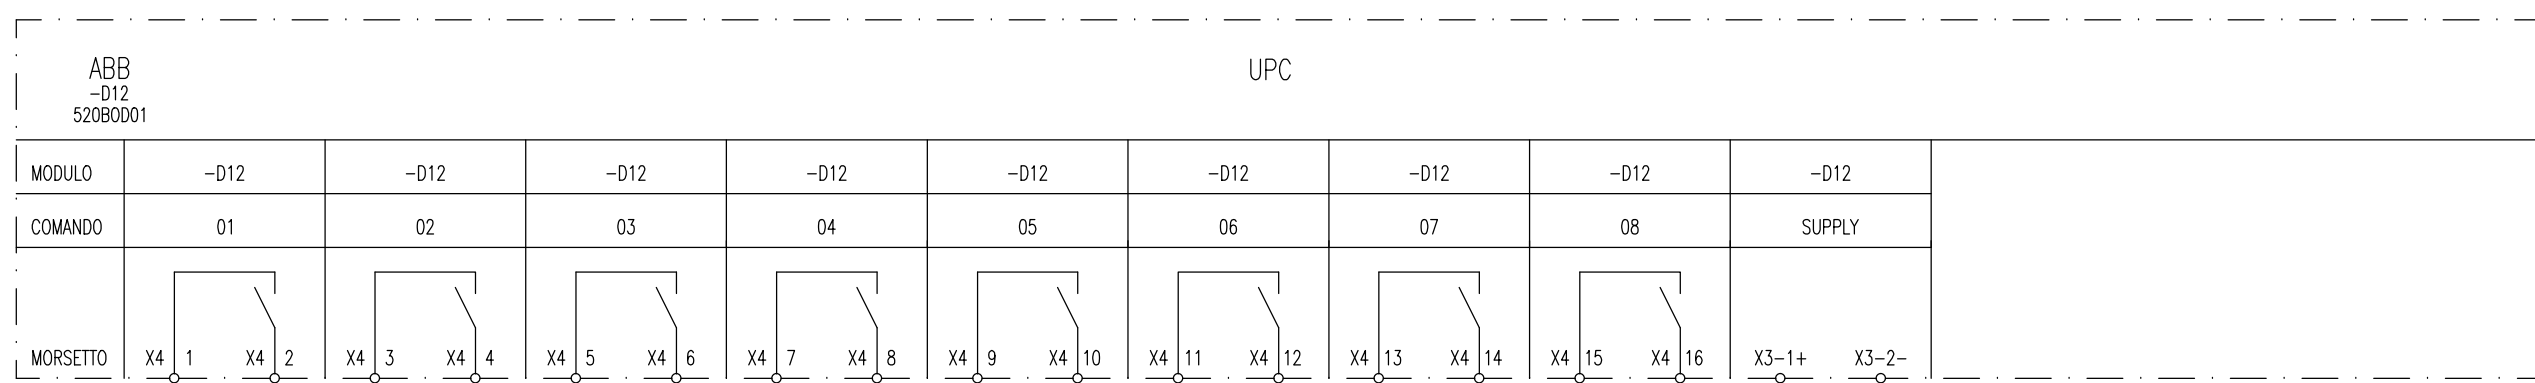 ABB
-D12
520BOD01
UPC
MODULO -D12 -D12 -D12 -D12 -D12 -D12 -D12 -D12 -D12
COMANDO 01 02 03 04 05 06 07 08 SUPPLY
MORSETTO X4 1 X4 2 X4 3 X4 4 X4 5 X4 6 X4 7 X4 8 X4 9 X4 10 X4 11 X4 12 X4 13 X4 14 X4 15 X4 16 X3-1+ X3-2-